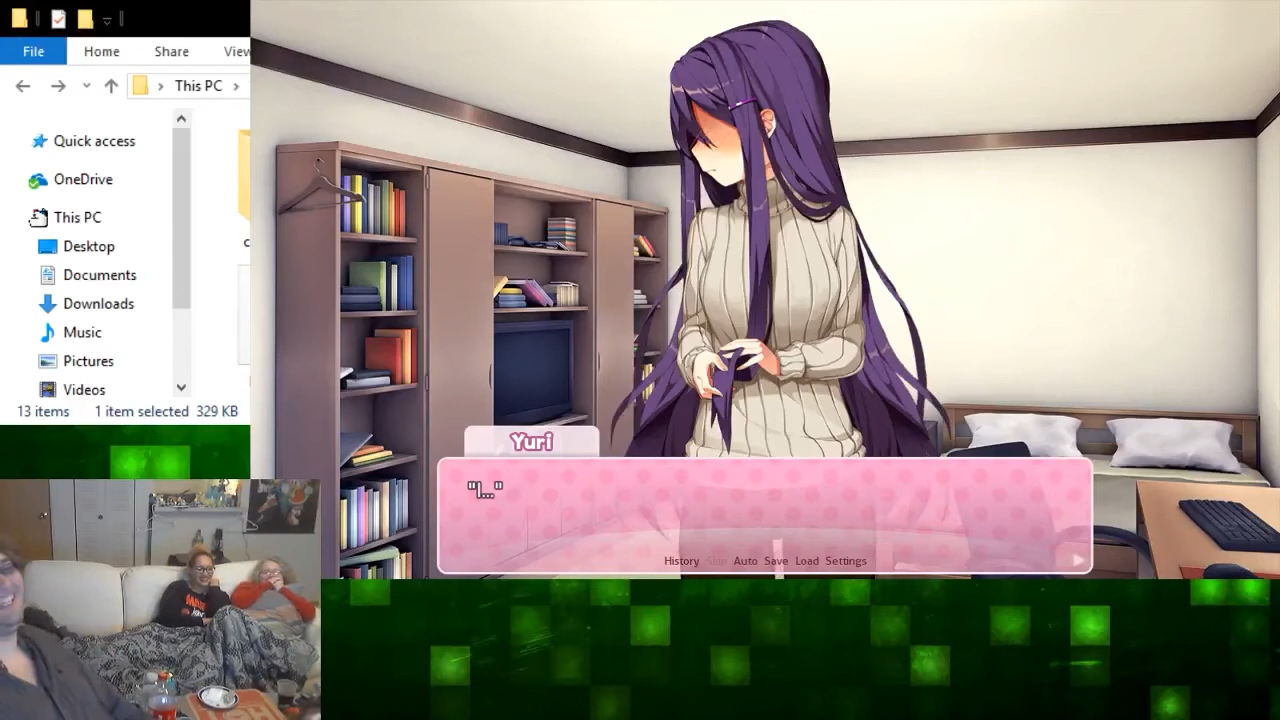 File Home Share View
This PC
Quick access
OneDrive
This PC
Desktop
Documents
Downloads
Music
Pictures
Videos
13 items 1 item selected 329 KB
Yuri
"I..."
History Skip Auto Save Load Settings